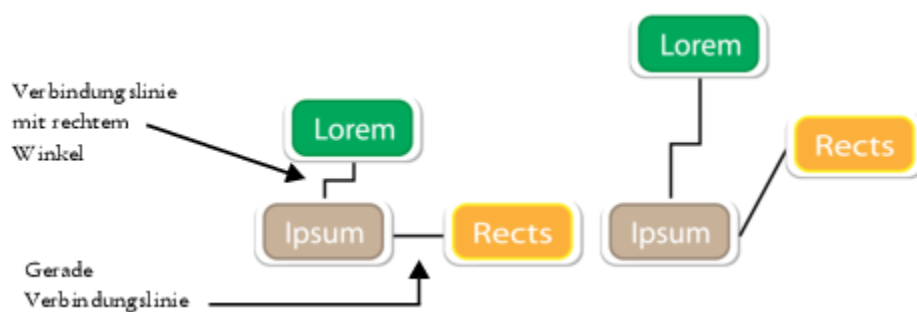 Verbindungslinie
mit rechtem
Winkel
Lorem
Ipsum
Rects
Gerade
Verbindungslinie
Lorem
Rects
Ipsum